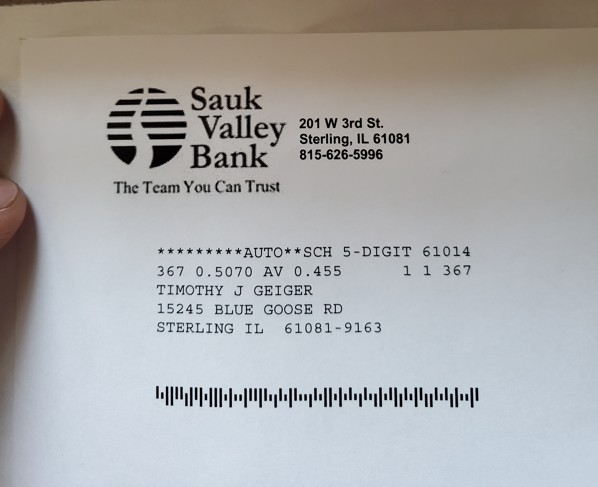 Sauk
Valley
Bank
The Team You Can Trust
201 W 3rd St.
Sterling, IL 61081
815-626-5996
*********AUTO**SCH 5-DIGIT 61014
367 0.5070 AV 0.455 1 1 367
TIMOTHY J GEIGER
15245 BLUE GOOSE RD
STERLING IL 61081-9163